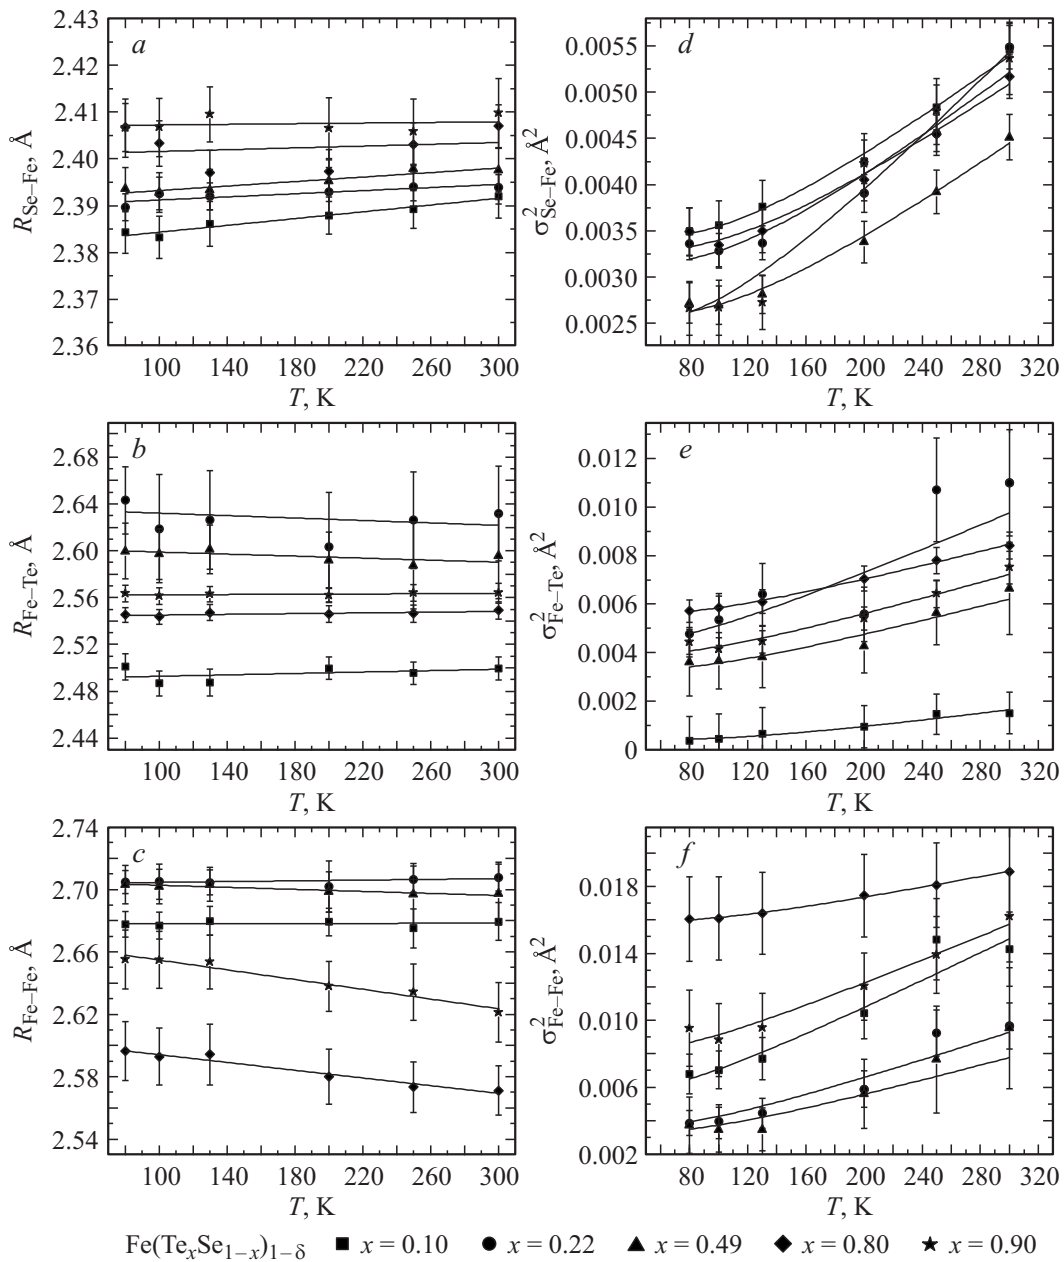 a
2.43
2.42
2.41
2.40
2.39
2.38
2.37
2.36
R_Se–Fe, Å
100 140 180 220 260 300
T, K
d
0.0055
0.0050
0.0045
0.0040
0.0035
0.0030
0.0025
σ²_Se–Fe, Å²
80 120 160 200 240 280 320
T, K
b
2.68
2.64
2.60
2.56
2.52
2.48
2.44
R_Fe–Te, Å
100 140 180 220 260 300
T, K
e
0.012
0.010
0.008
0.006
0.004
0.002
0
σ²_Fe–Te, Å²
80 120 160 200 240 280 320
T, K
c
2.74
2.70
2.66
2.62
2.58
2.54
R_Fe–Fe, Å
100 140 180 220 260 300
T, K
f
0.018
0.014
0.010
0.006
0.002
σ²_Fe–Fe, Å²
80 120 160 200 240 280 320
T, K
Fe(TeₓSe₁₋ₓ)₁₋δ x = 0.10 x = 0.22 x = 0.49 x = 0.80 x = 0.90